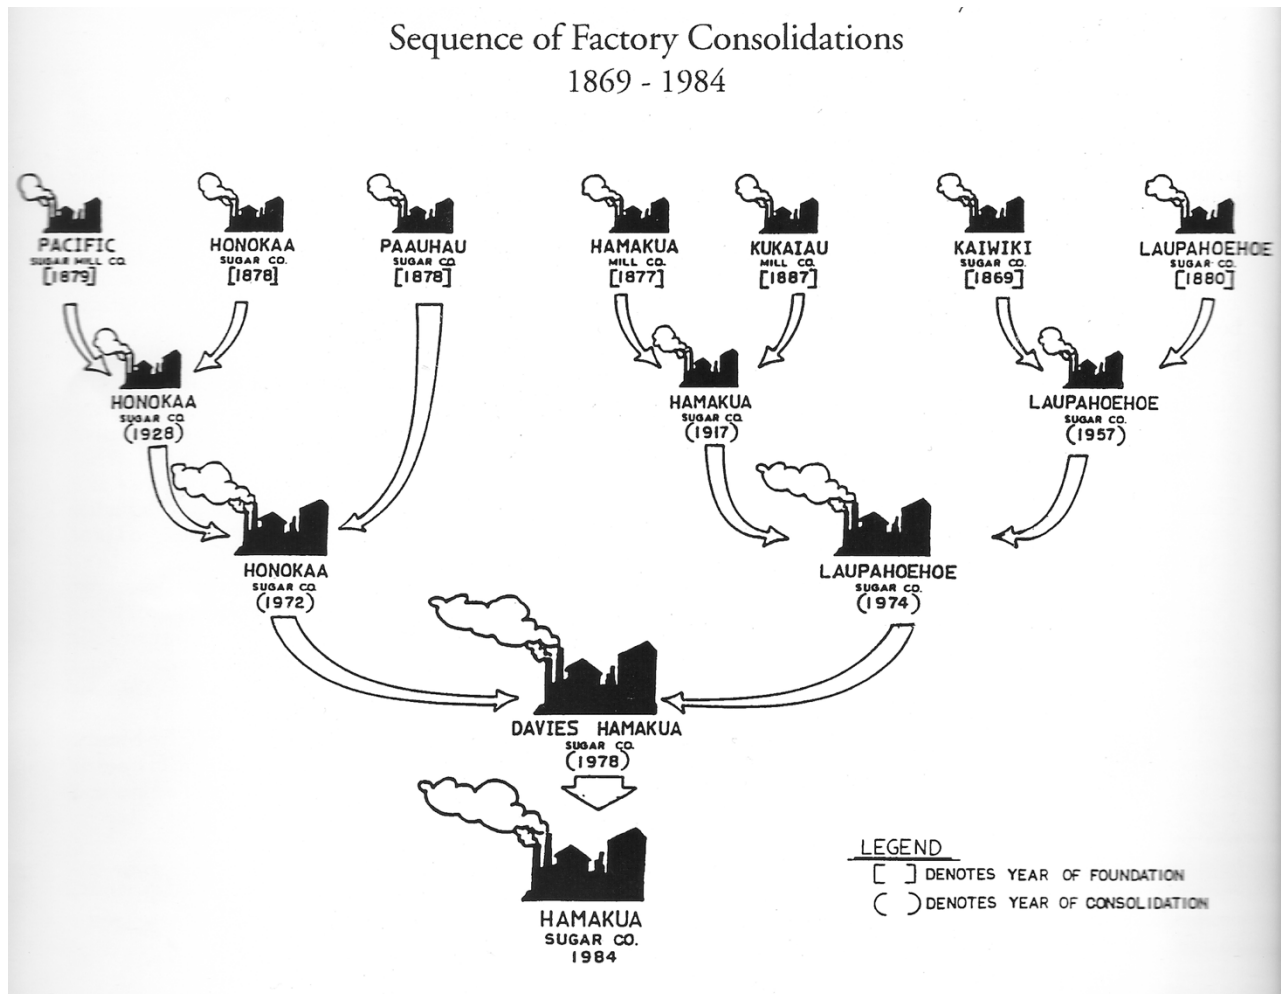 Sequence of Factory Consolidations
1869 - 1984
PACIFIC
SUGAR MILL CO.
[1879]
HONOKAA
SUGAR CO.
[1878]
PAAUHAU
SUGAR CO.
[1878]
HAMAKUA
MILL CO.
[1877]
KUKAIAU
MILL CO.
[1887]
KAIWIKI
SUGAR CO.
[1869]
LAUPAHOEHOE
SUGAR CO.
[1880]
HONOKAA
SUGAR CO.
(1928)
HAMAKUA
SUGAR CO.
(1917)
LAUPAHOEHOE
SUGAR CO.
(1957)
HONOKAA
SUGAR CO.
(1972)
LAUPAHOEHOE
SUGAR CO.
(1974)
DAVIES HAMAKUA
SUGAR CO.
(1978)
HAMAKUA
SUGAR CO.
1984
LEGEND
[ ] DENOTES YEAR OF FOUNDATION
( ) DENOTES YEAR OF CONSOLIDATION